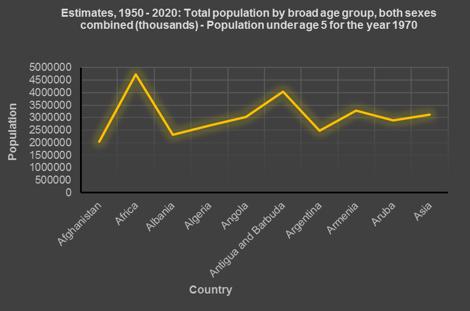 Estimates, 1950 - 2020: Total population by broad age group, both sexes
combined (thousands) - Population under age 5 for the year 1970
5000000
4500000
4000000
3500000
3000000
2500000
2000000
1500000
1000000
500000
0
Population
Afghanistan
Africa
Albania
Algeria
Angola
Antigua and Barbuda
Argentina
Armenia
Aruba
Asia
Country